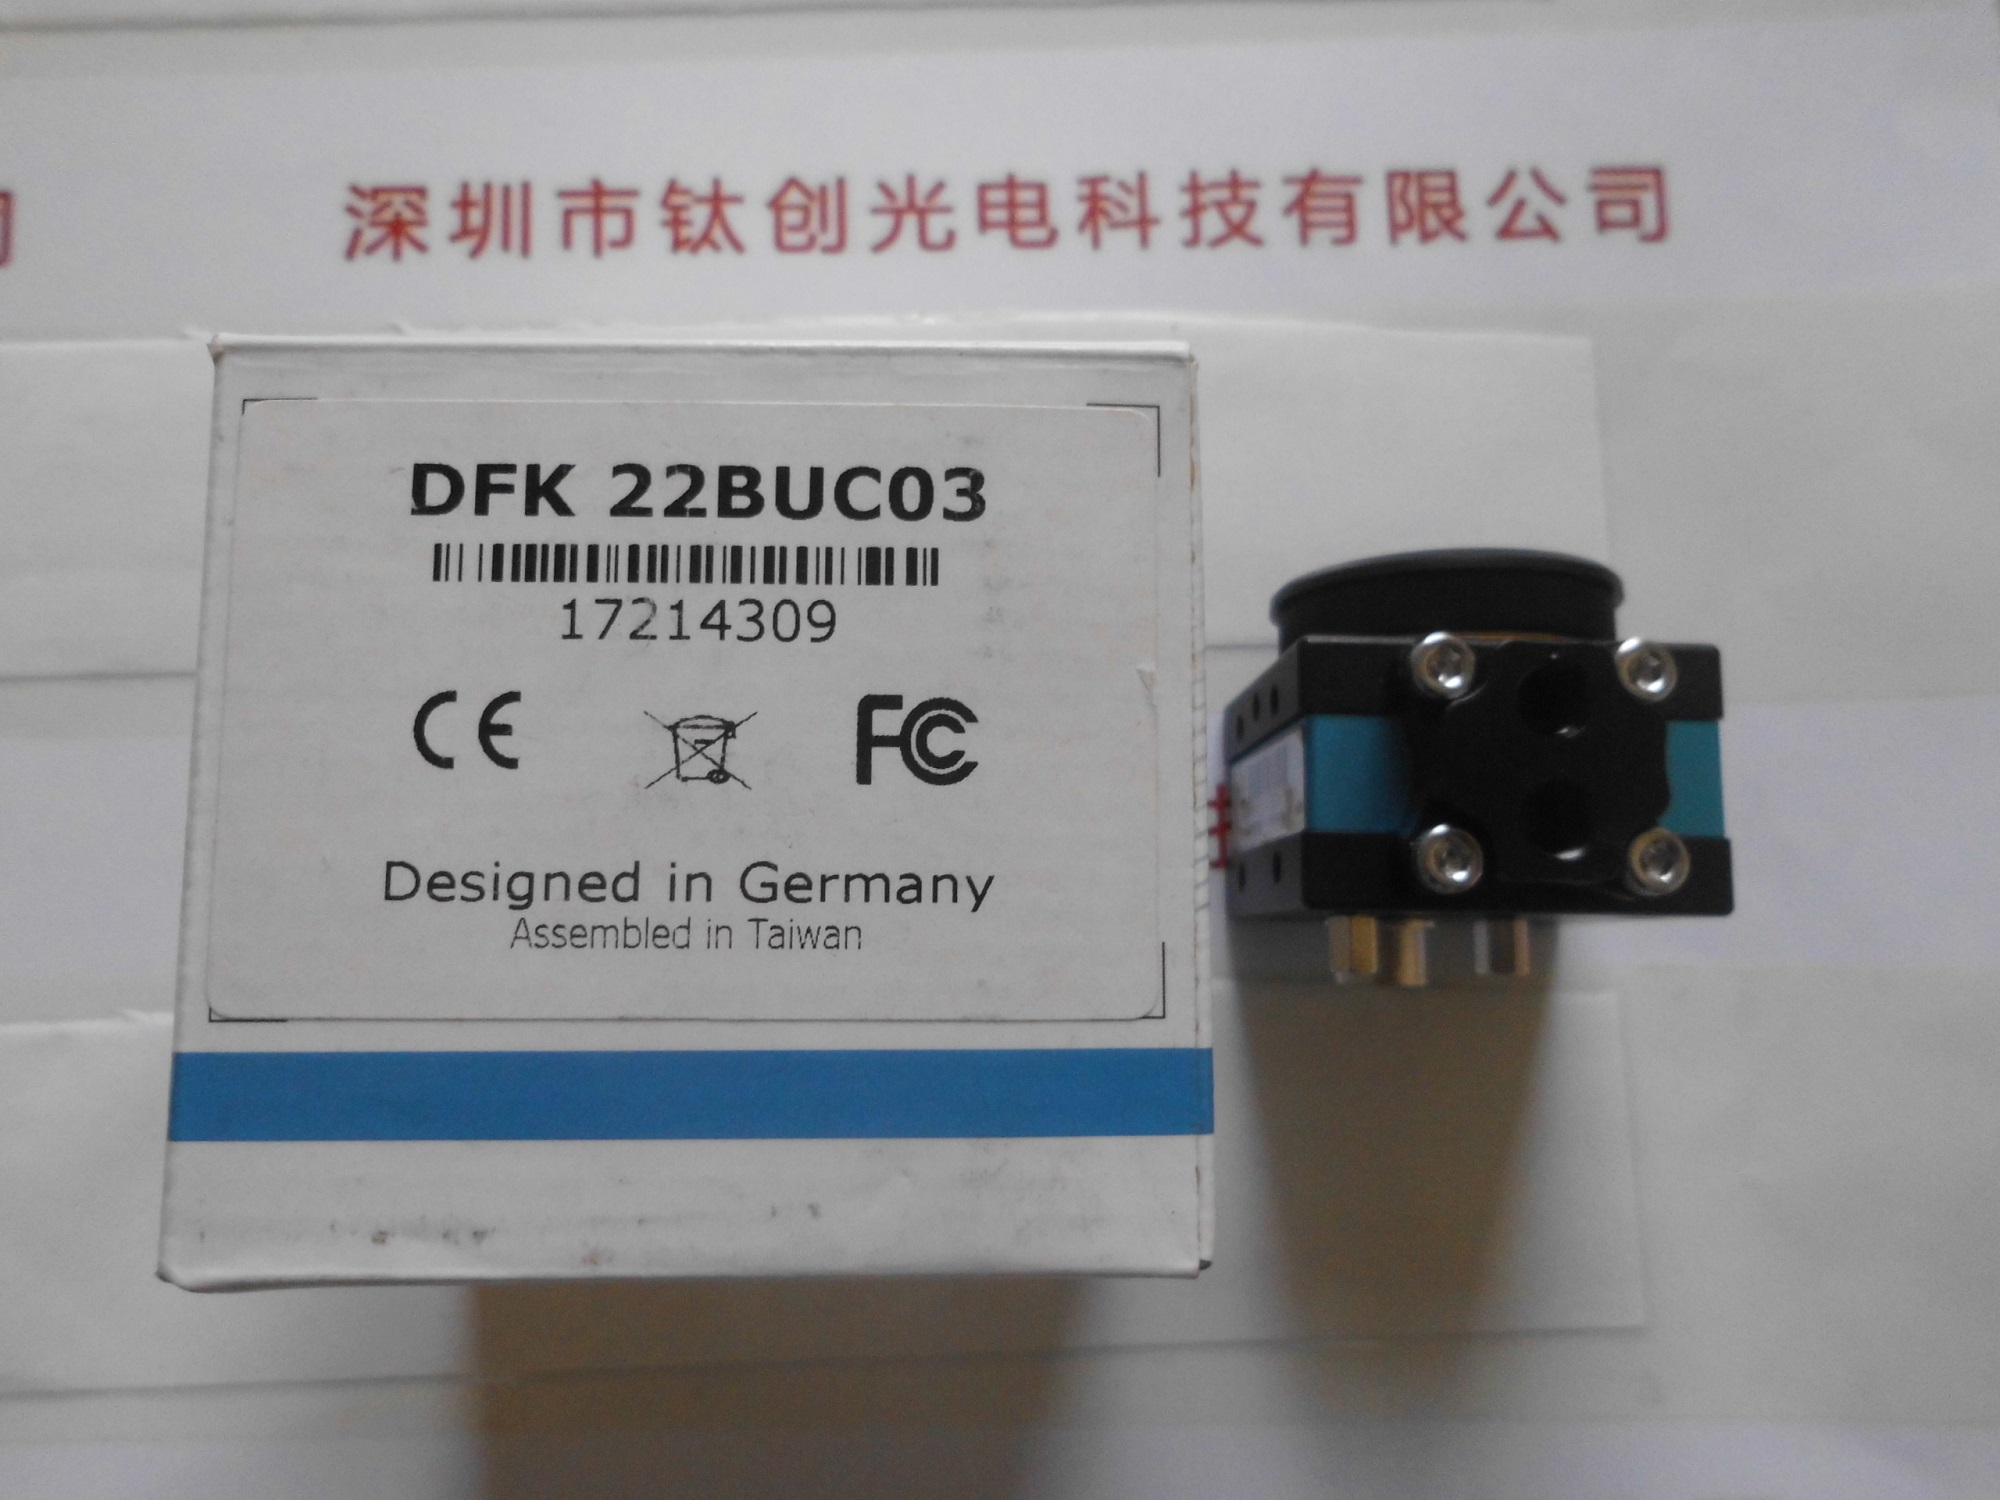 深圳市钛创光电科技有限公司
DFK 22BUC03
17214309
CE FC
Designed in Germany
Assembled in Taiwan